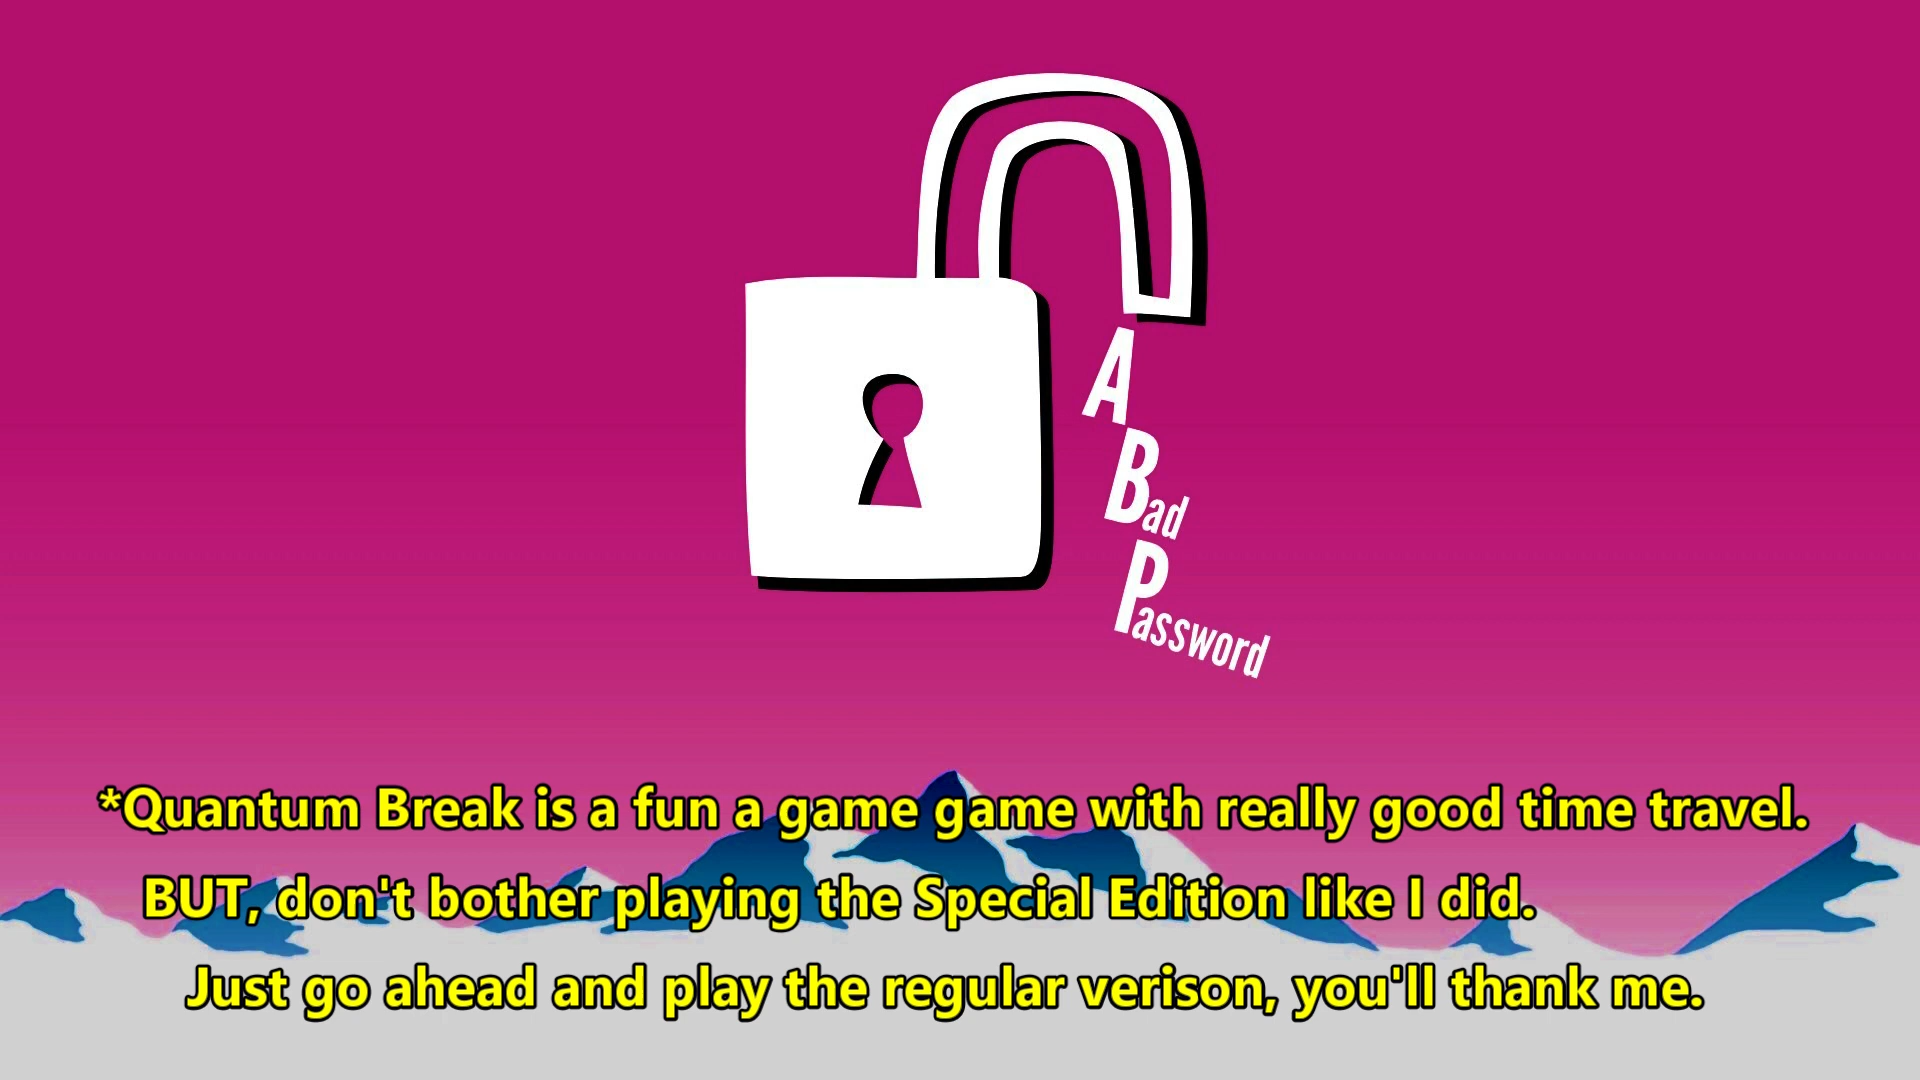 A
Bad
Password
*Quantum Break is a fun a game game with really good time travel.
BUT, don't bother playing the Special Edition like I did.
Just go ahead and play the regular verison, you'll thank me.